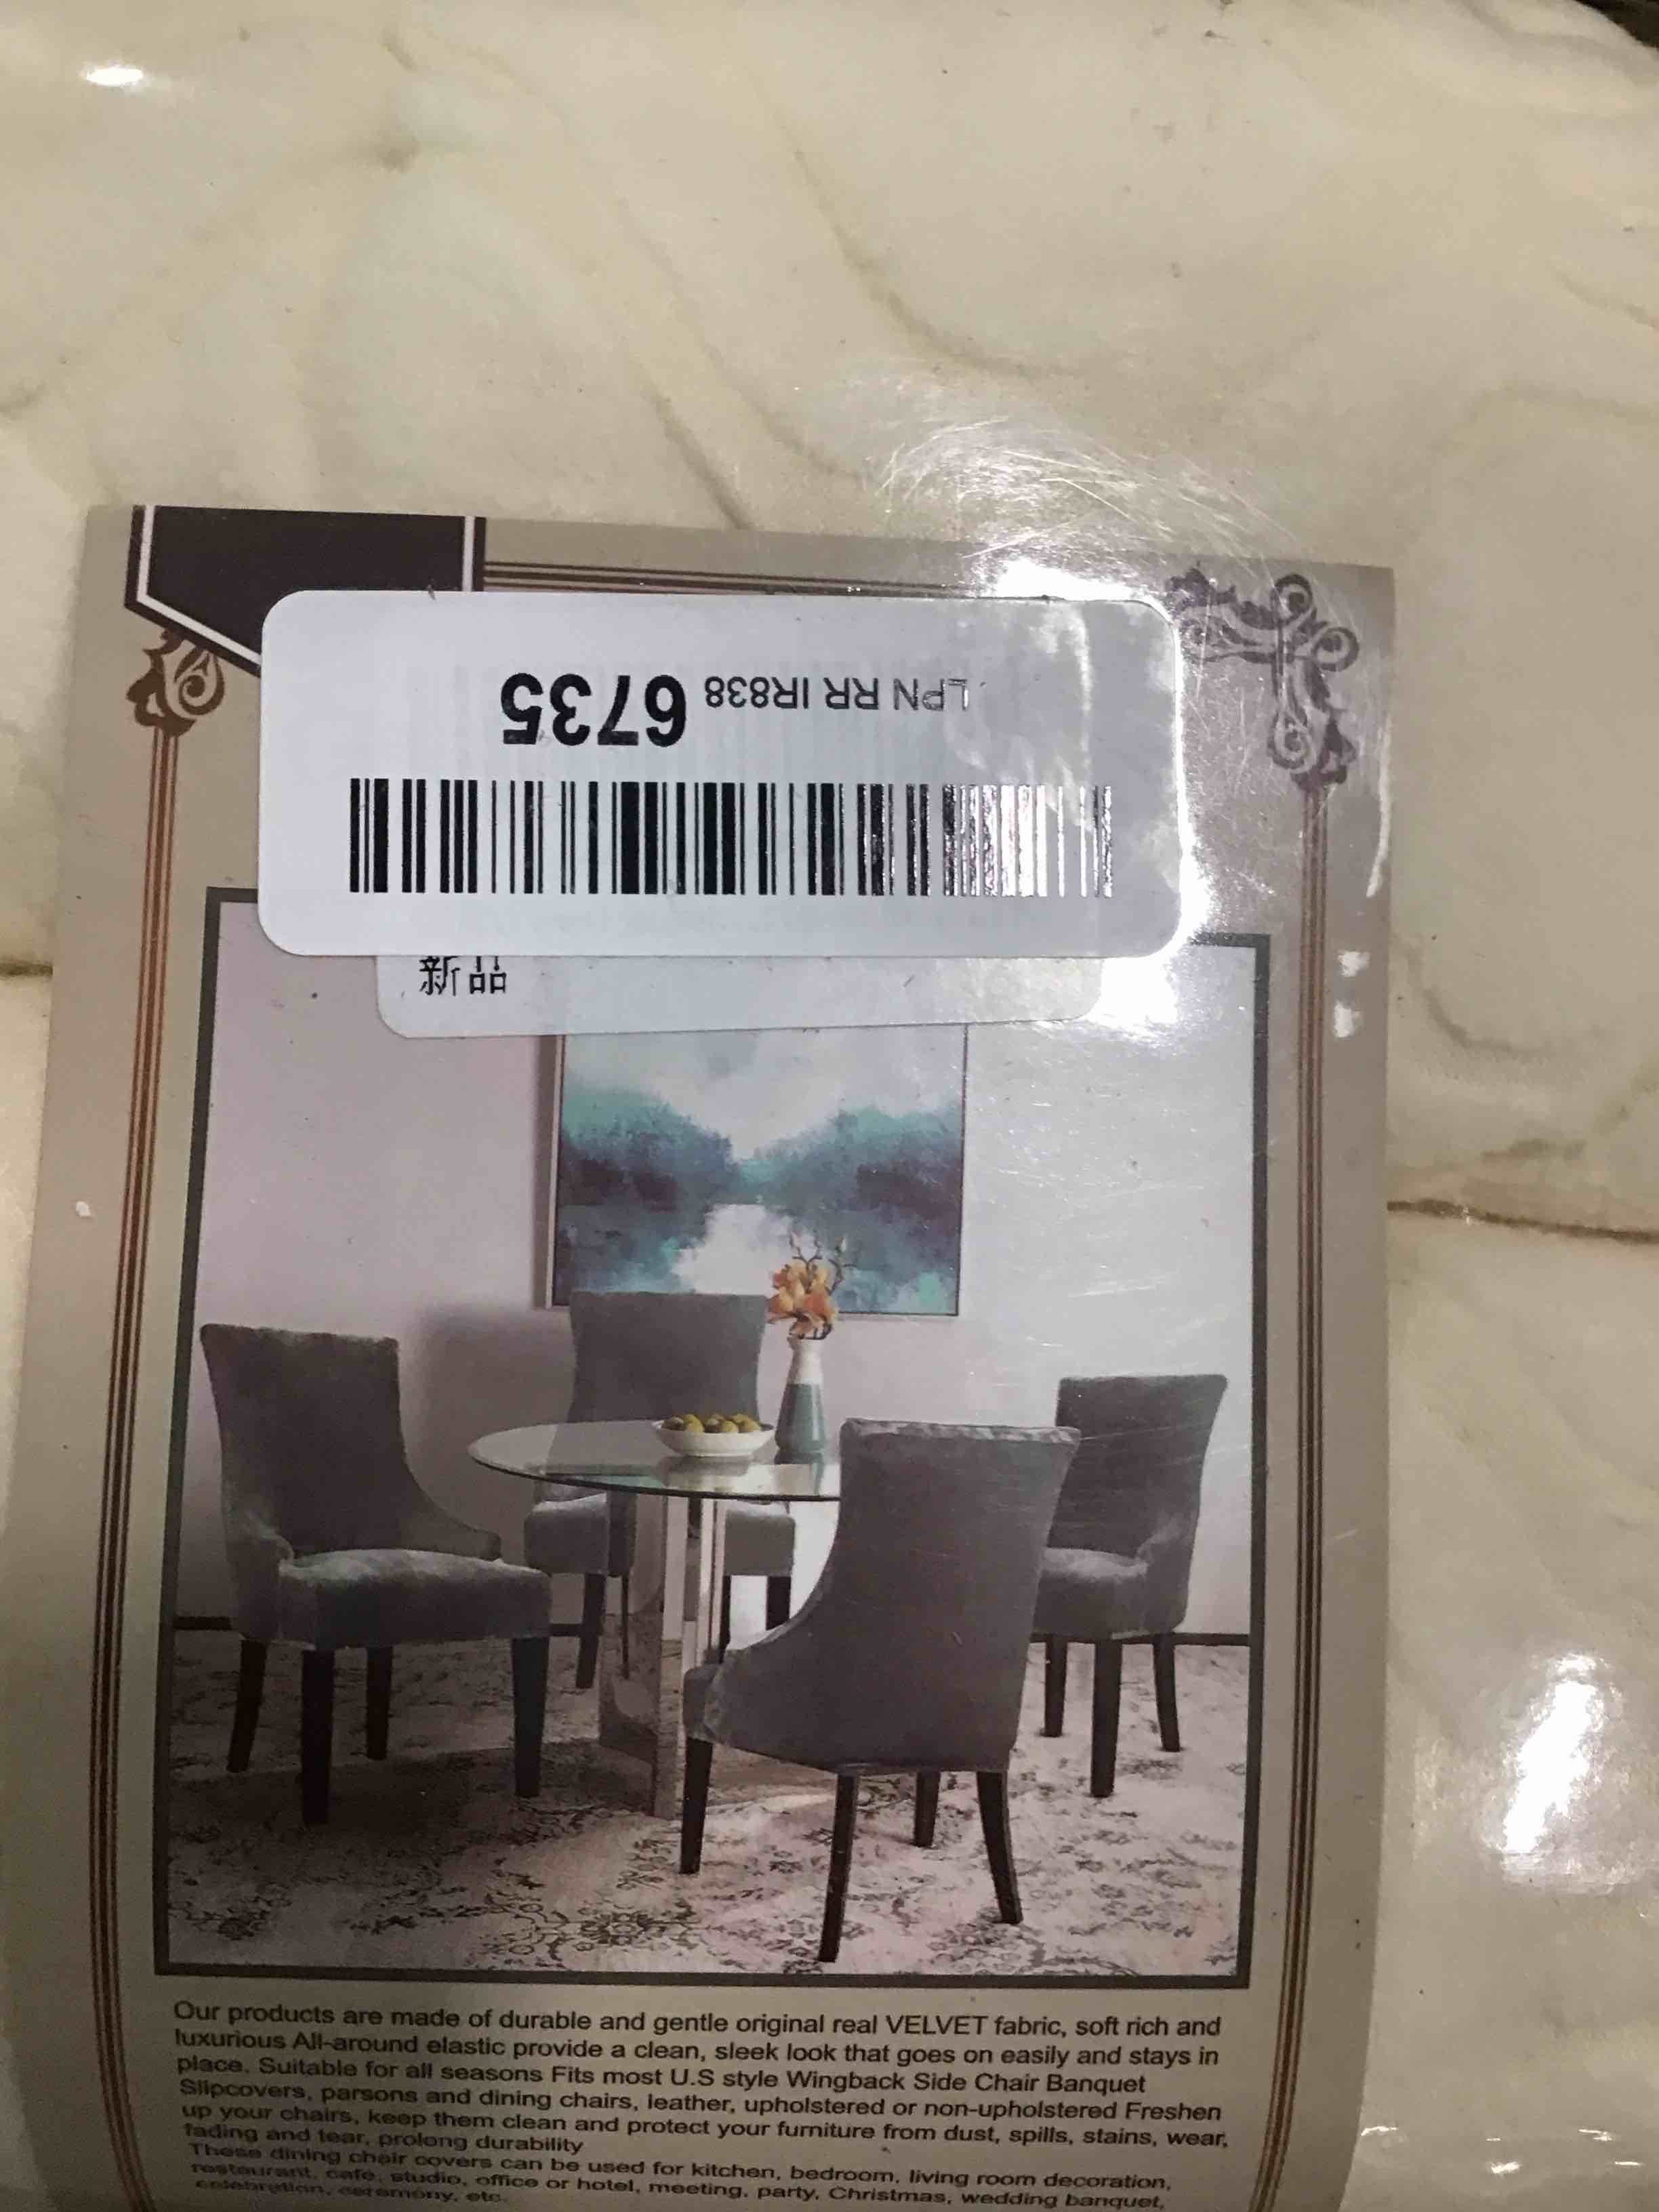 LPN RR IR838 6735
新品
Our products are made of durable and gentle original real VELVET fabric, soft rich and
luxurious All-around elastic provide a clean, sleek look that goes on easily and stays in
place. Suitable for all seasons Fits most U.S style Wingback Side Chair Banquet
Slipcovers, parsons and dining chairs, leather, upholstered or non-upholstered Freshen
up your chairs, keep them clean and protect your furniture from dust, spills, stains, wear,
fading and tear, prolong durability
These dining chair covers can be used for kitchen, bedroom, living room decoration,
restaurant, cafe, studio, office or hotel, meeting, party, Christmas, wedding banquet,
celebration, ceremony, etc.